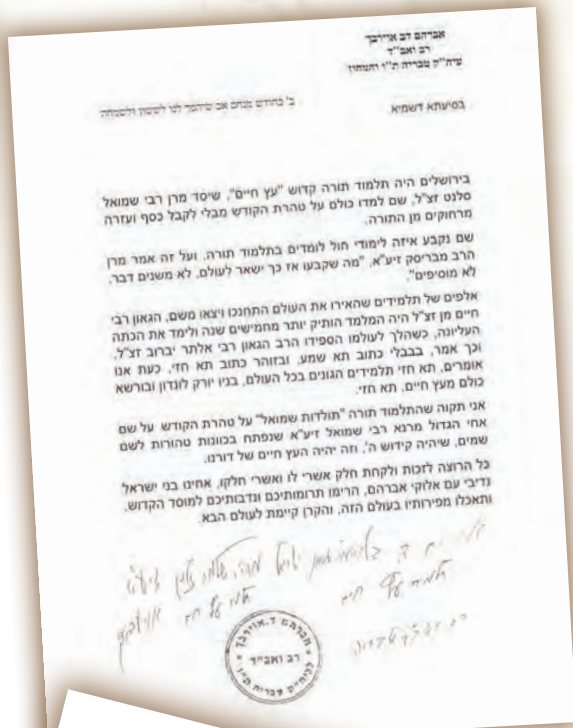 אברהם דב אוירבך
רב ואב"ד
עיה"ק טבריה ת"ו והמחוז
בסיעתא דשמיא
ב' בחודש מנחם אב שיהפך לנו לששון ולשמחה
בירושלים היה תלמוד תורה קדוש "עץ חיים", שיסד מרן רבי שמואל
סלנט זצ"ל, שם למדו כולם על טהרת הקודש מבלי לקבל כסף ועזרה
מרחוקים מן התורה.
שם נקבע איזה לימודי חול לומדים בתלמוד תורה, ועל זה אמר מרן
הרב מבריסק זיע"א, "מה שקבעו אז כך ישאר לעולם, לא משנים דבר,
לא מוסיפים".
אלפים של תלמידים שהאירו את העולם התחנכו ויצאו משם, הגאון רבי
חיים מן זצ"ל היה המלמד הותיק יותר מחמישים שנה ולימד את הכתה
העליונה, כשהלך לעולמו הספידו הרב הגאון רבי אלתר יברוב זצ"ל,
וכך אמר, בבבלי כתוב תא שמע, ובזוהר כתוב תא חזי, כעת אנו
אומרים, תא חזי תלמידים הגונים בכל העולם, בניו יורק לונדון ובורשא
כולם מעץ חיים, תא חזי.
אני תקוה שהתלמוד תורה "תולדות שמואל" על טהרת הקודש על שם
אחי הגדול מרנא רבי שמואל זיע"א שנפתח בכוונות טהורות לשם
שמים, שיהיה קידוש ה', וזה יהיה העץ חיים של דורנו.
כל הרוצה לזכות ולקחת חלק אשרי לו ואשרי חלקו, אחינו בני ישראל
נדיבי עם אלוקי אברהם, הרימו תרומותיכם ונדבותיכם למוסד הקדוש,
ותאכלו מפירותיו בעולם הזה, והקרן קיימת לעולם הבא.
אברהם ד. אוירבך
רב ואב"ד
לעיה"ק טבריה ת"ו